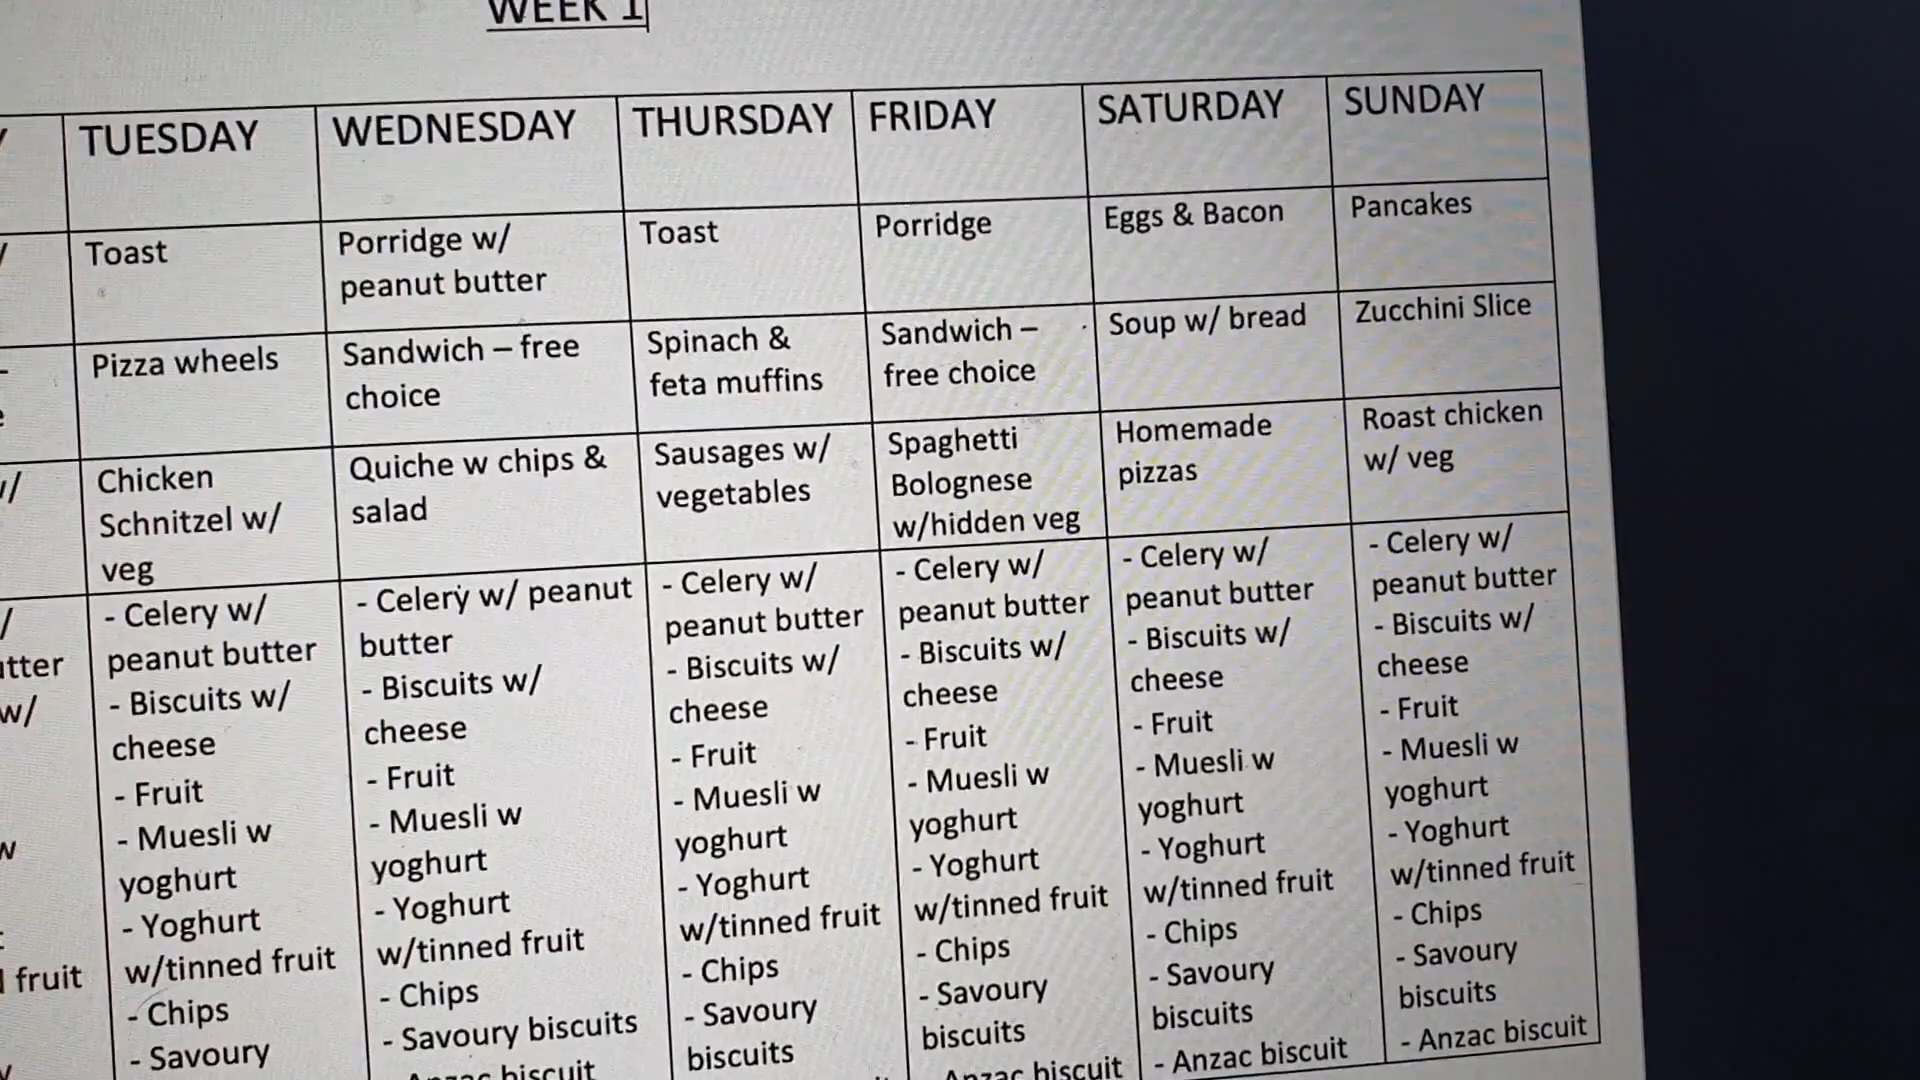 WEEK 1
TUESDAY
WEDNESDAY
THURSDAY
FRIDAY
SATURDAY
SUNDAY
Toast
Porridge w/
peanut butter
Toast
Porridge
Eggs & Bacon
Pancakes
Pizza wheels
Sandwich – free
choice
Spinach &
feta muffins
Sandwich –
free choice
Soup w/ bread
Zucchini Slice
Chicken
Schnitzel w/
veg
Quiche w chips &
salad
Sausages w/
vegetables
Spaghetti
Bolognese
w/hidden veg
Homemade
pizzas
Roast chicken
w/ veg
w/
fruit
- Celery w/
peanut butter
- Biscuits w/
cheese
- Fruit
- Muesli w
yoghurt
- Yoghurt
w/tinned fruit
- Chips
- Savoury
- Celery w/ peanut
butter
- Biscuits w/
cheese
- Fruit
- Muesli w
yoghurt
- Yoghurt
w/tinned fruit
- Chips
- Savoury biscuits
Anzac biscuit
- Celery w/
peanut butter
- Biscuits w/
cheese
- Fruit
- Muesli w
yoghurt
- Yoghurt
w/tinned fruit
- Chips
- Savoury
biscuits
- Celery w/
peanut butter
- Biscuits w/
cheese
- Fruit
- Muesli w
yoghurt
- Yoghurt
w/tinned fruit
- Chips
- Savoury
biscuits
Anzac biscuit
- Celery w/
peanut butter
- Biscuits w/
cheese
- Fruit
- Muesli w
yoghurt
- Yoghurt
w/tinned fruit
- Chips
- Savoury
biscuits
- Anzac biscuit
- Celery w/
peanut butter
- Biscuits w/
cheese
- Fruit
- Muesli w
yoghurt
- Yoghurt
w/tinned fruit
- Chips
- Savoury
biscuits
- Anzac biscuit